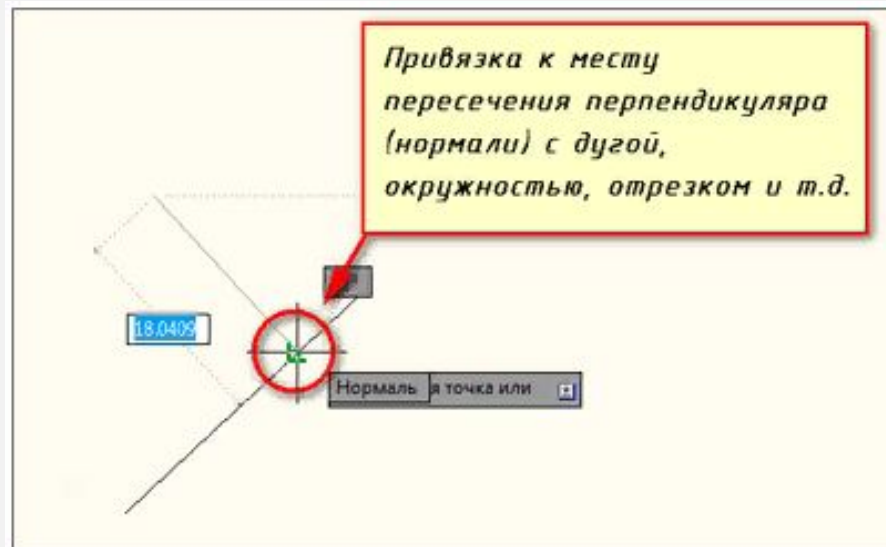 Привязка к месту
пересечения перпендикуляра
(нормали) с дугой,
окружностью, отрезком и т.д.
18.0409
Нормаль я точка или